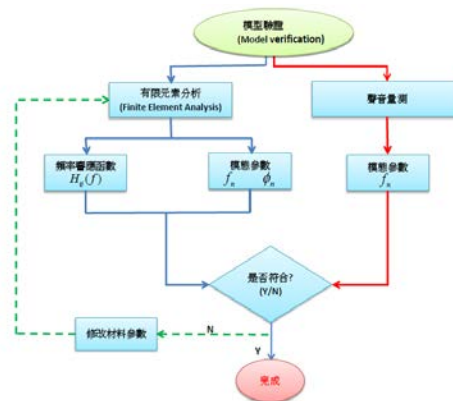 模型驗證
(Model verification)
有限元素分析
(Finite Element Analysis)
聲音量測
頻率響應函數
H_{ij}(f)
模態參數
f_n ϕ_n
模態參數
f_n
是否符合?
(Y/N)
修改材料參數
N
Y
完成